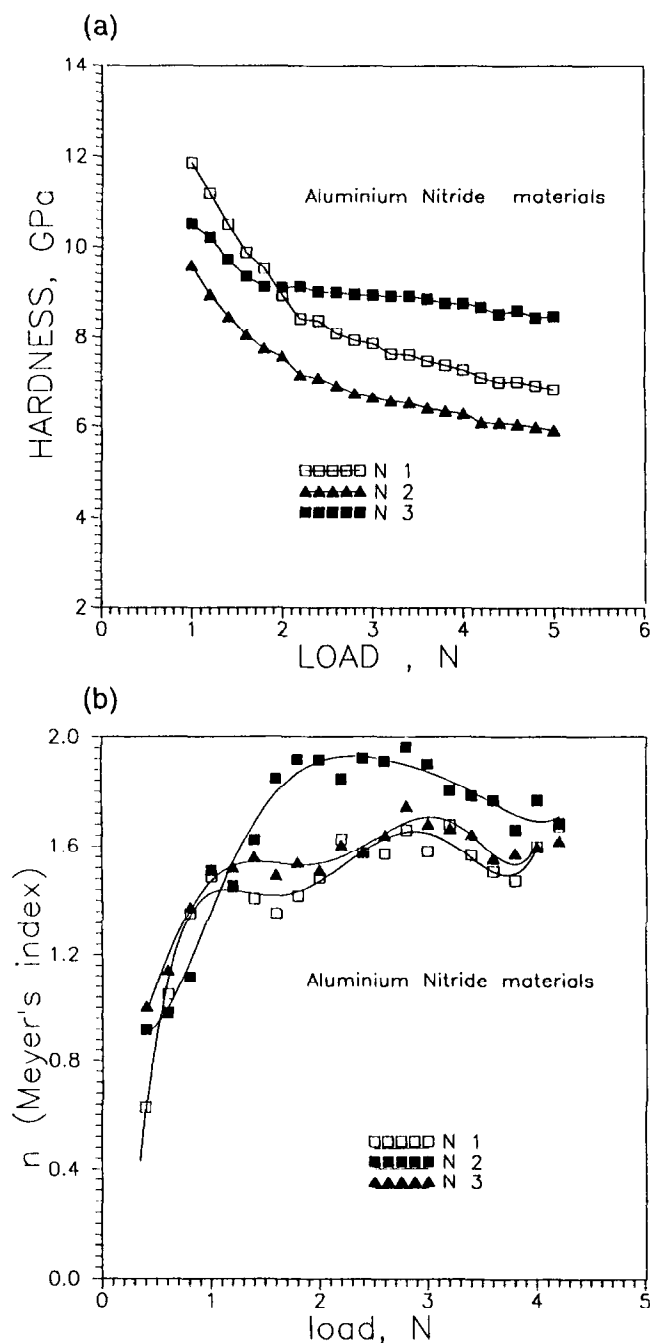 (a)
14
12
10
8
6
4
2
HARDNESS, GPa
Aluminium Nitride materials
N 1
N 2
N 3
0 1 2 3 4 5 6
LOAD , N
(b)
2.0
1.6
1.2
0.8
0.4
0.0
n (Meyer's index)
Aluminium Nitride materials
N 1
N 2
N 3
0 1 2 3 4 5
load, N